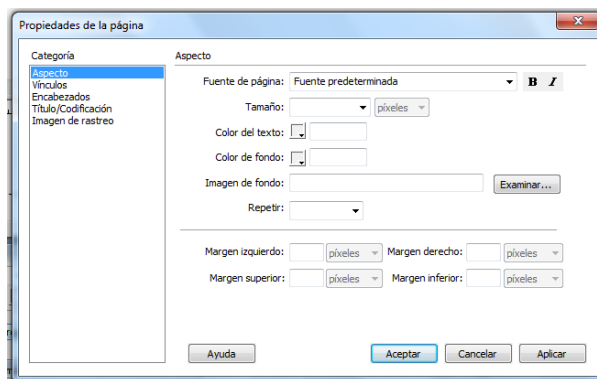 Propiedades de la página
Categoría
Aspecto
Vínculos
Encabezados
Título/Codificación
Imagen de rastreo
Aspecto
Fuente de página: Fuente predeterminada B I
Tamaño: píxeles
Color del texto:
Color de fondo:
Imagen de fondo: Examinar...
Repetir:
Margen izquierdo: píxeles Margen derecho: píxeles
Margen superior: píxeles Margen inferior: píxeles
Ayuda Aceptar Cancelar Aplicar